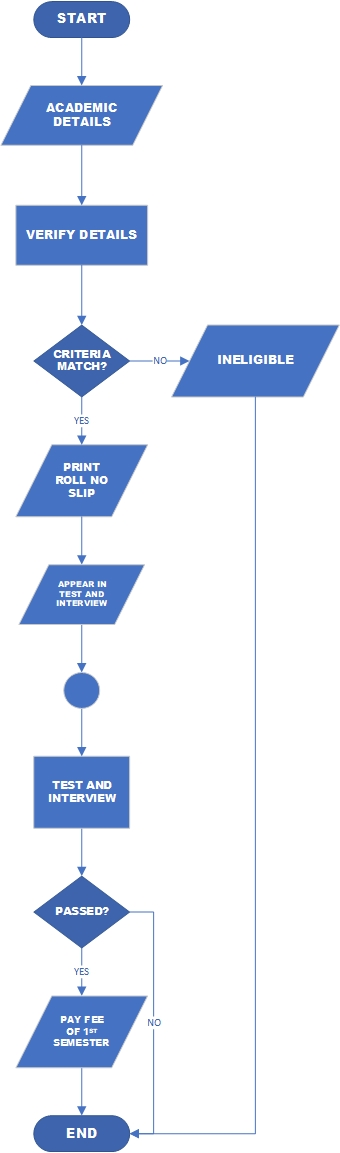 START
ACADEMIC
DETAILS
VERIFY DETAILS
CRITERIA
MATCH?
NO
INELIGIBLE
YES
PRINT
ROLL NO
SLIP
APPEAR IN
TEST AND
INTERVIEW
TEST AND
INTERVIEW
PASSED?
YES
NO
PAY FEE
OF 1ST
SEMESTER
END